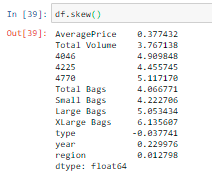 In [39]: df.skew()
Out[39]: AveragePrice 0.377432
Total Volume 3.767138
4046 4.909848
4225 4.455745
4770 5.117170
Total Bags 4.066771
Small Bags 4.222706
Large Bags 5.053434
XLarge Bags 6.135607
type -0.037741
year 0.229976
region 0.012798
dtype: float64